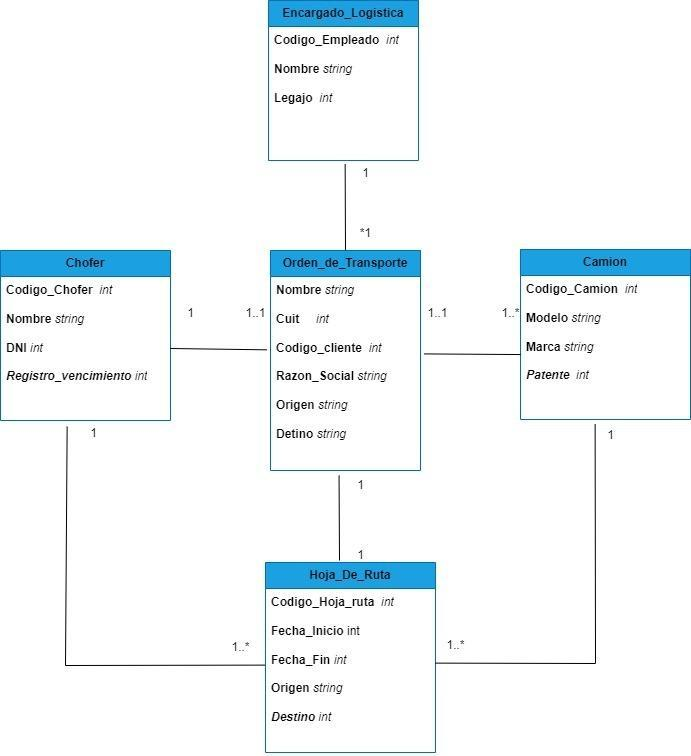 Encargado_Logistica
Codigo_Empleado int
Nombre string
Legajo int
1
*1
Chofer
Codigo_Chofer int
Nombre string
DNI int
Registro_vencimiento int
1
1..1
Orden_de_Transporte
Nombre string
Cuit int
Codigo_cliente int
Razon_Social string
Origen string
Detino string
1..1
1..*
Camion
Codigo_Camion int
Modelo string
Marca string
Patente int
1
1
1
1
1..*
1..*
Hoja_De_Ruta
Codigo_Hoja_ruta int
Fecha_Inicio int
Fecha_Fin int
Origen string
Destino int